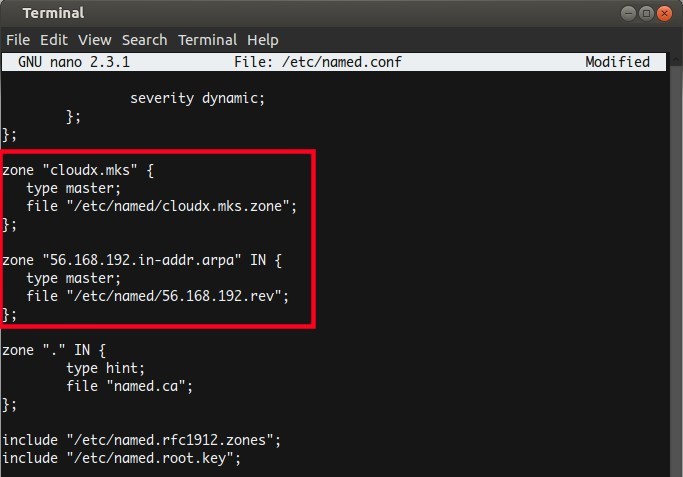 Terminal
File Edit View Search Terminal Help
GNU nano 2.3.1 File: /etc/named.conf Modified
severity dynamic;
};
};
zone "cloudx.mks" {
type master;
file "/etc/named/cloudx.mks.zone";
};
zone "56.168.192.in-addr.arpa" IN {
type master;
file "/etc/named/56.168.192.rev";
};
zone "." IN {
type hint;
file "named.ca";
};
include "/etc/named.rfc1912.zones";
include "/etc/named.root.key";